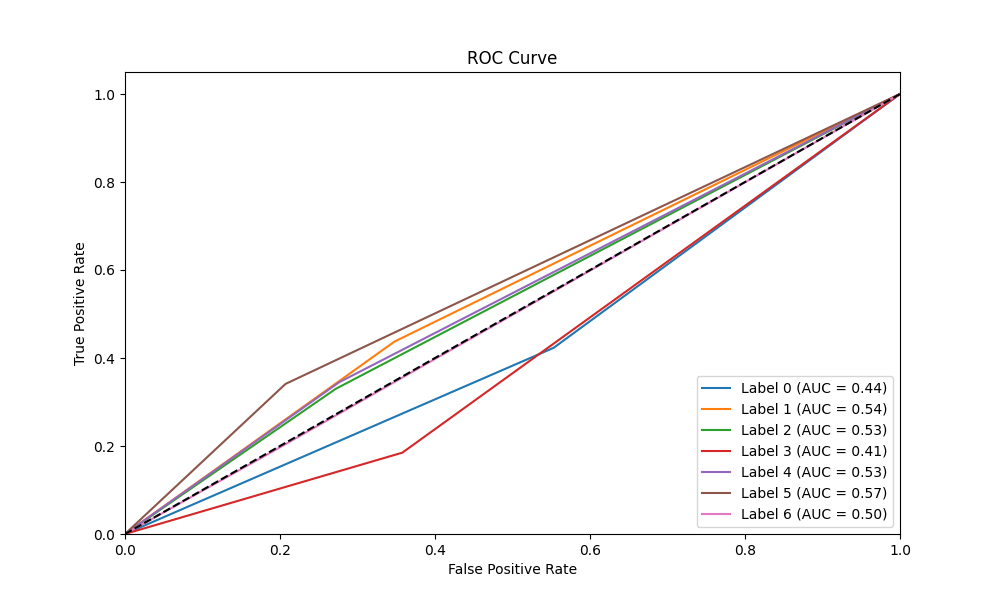 ROC Curve
True Positive Rate
1.0
0.8
0.6
0.4
0.2
0.0
0.0 0.2 0.4 0.6 0.8 1.0
False Positive Rate
Label 0 (AUC = 0.44)
Label 1 (AUC = 0.54)
Label 2 (AUC = 0.53)
Label 3 (AUC = 0.41)
Label 4 (AUC = 0.53)
Label 5 (AUC = 0.57)
Label 6 (AUC = 0.50)